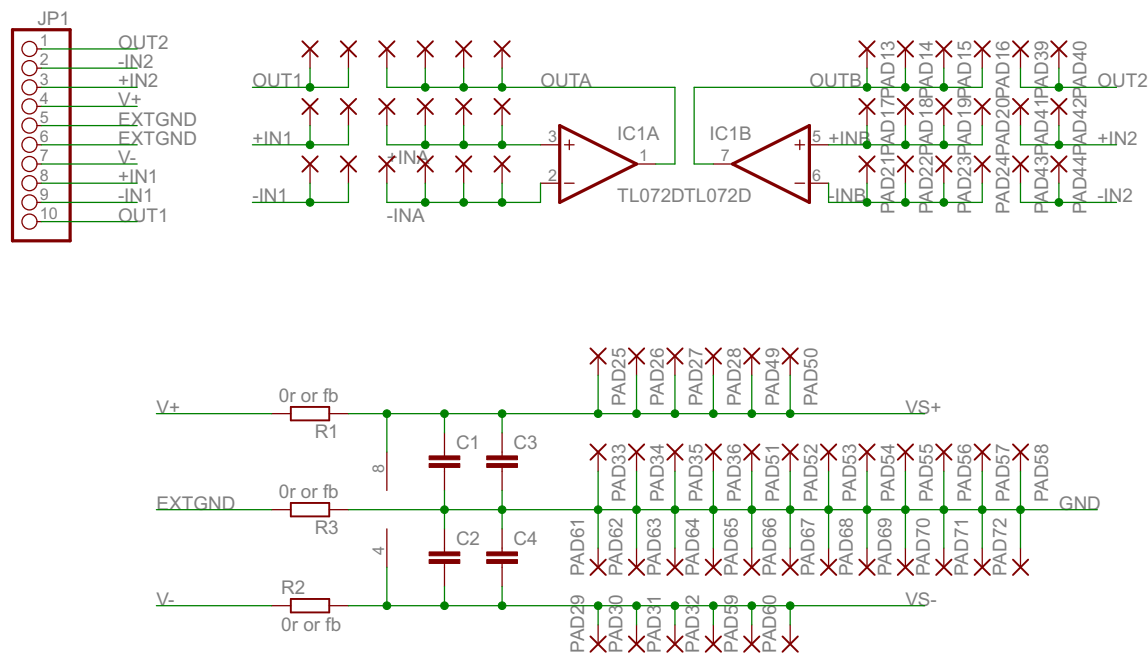 JP1
1 OUT2
2 -IN2
3 +IN2
4 V+
5 EXTGND
6 EXTGND
7 V-
8 +IN1
9 -IN1
10 OUT1
OUT1
OUTA
+IN1
+INA
-IN1
-INA
3
2
1
+
−
IC1A
TL072D
IC1B
TL072D
7
5
6
+
−
OUTB
PAD13
PAD14
PAD15
PAD16
PAD39
PAD40
OUT2
+INB
PAD17
PAD18
PAD19
PAD20
PAD41
PAD42
+IN2
-INB
PAD21
PAD22
PAD23
PAD24
PAD43
PAD44
-IN2
V+
0r or fb
R1
PAD25
PAD26
PAD27
PAD28
PAD49
PAD50
VS+
8
C1
C3
PAD33
PAD34
PAD35
PAD36
PAD51
PAD52
PAD53
PAD54
PAD55
PAD56
PAD57
PAD58
EXTGND
0r or fb
R3
GND
4
C2
C4
PAD61
PAD62
PAD63
PAD64
PAD65
PAD66
PAD67
PAD68
PAD69
PAD70
PAD71
PAD72
V-
R2
0r or fb
VS-
PAD29
PAD30
PAD31
PAD32
PAD59
PAD60